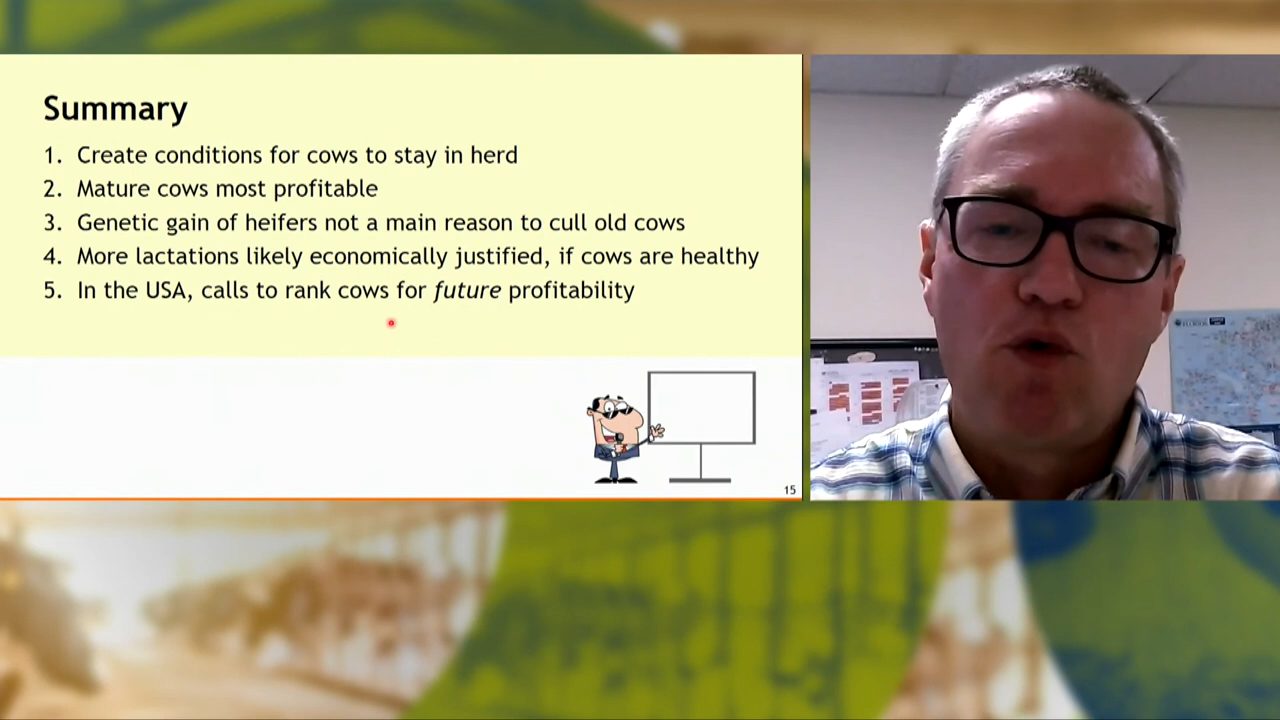 Summary
1. Create conditions for cows to stay in herd
2. Mature cows most profitable
3. Genetic gain of heifers not a main reason to cull old cows
4. More lactations likely economically justified, if cows are healthy
5. In the USA, calls to rank cows for future profitability
15